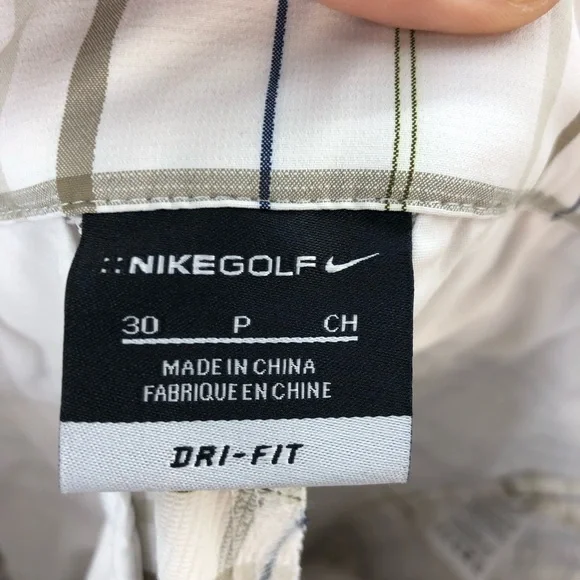 ::NIKEGOLF
30 P CH
MADE IN CHINA
FABRIQUE EN CHINE
DRI-FIT